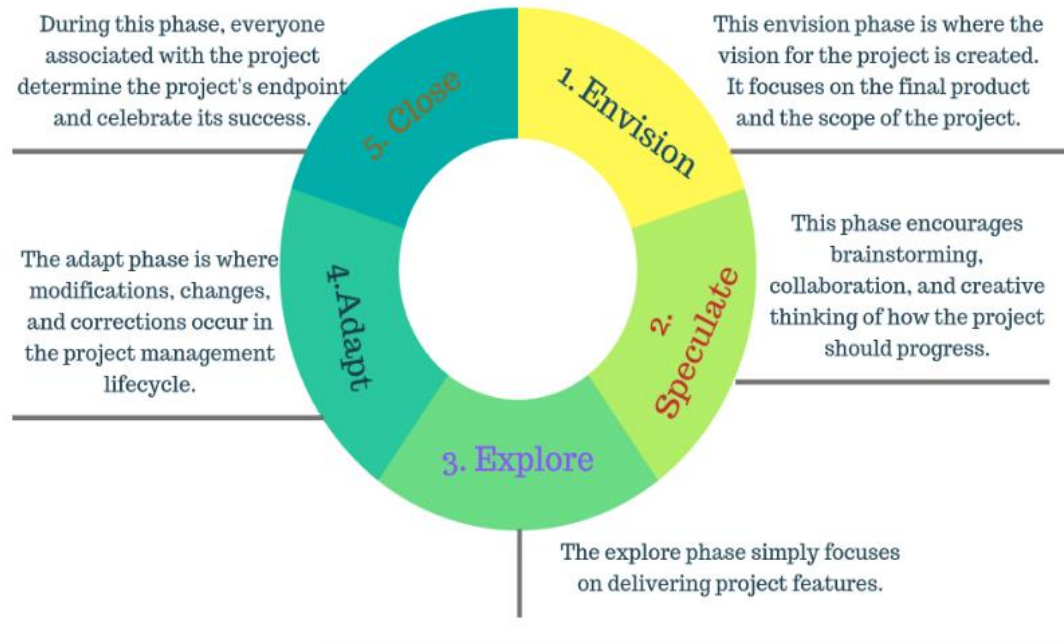 1. Envision
This envision phase is where the
vision for the project is created.
It focuses on the final product
and the scope of the project.
2.
Speculate
This phase encourages
brainstorming,
collaboration, and creative
thinking of how the project
should progress.
3. Explore
The explore phase simply focuses
on delivering project features.
4.Adapt
The adapt phase is where
modifications, changes,
and corrections occur in
the project management
lifecycle.
5. Close
During this phase, everyone
associated with the project
determine the project's endpoint
and celebrate its success.